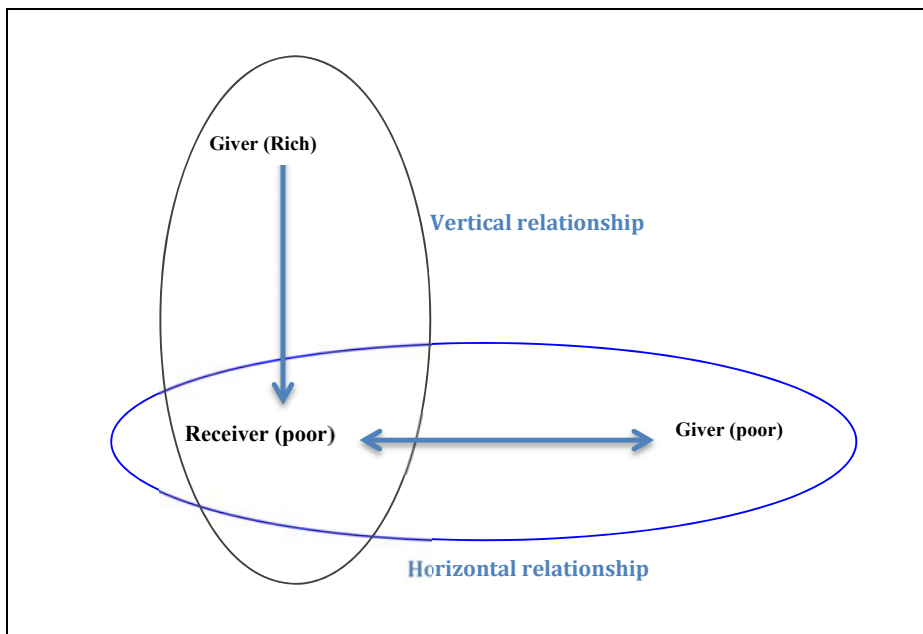 Giver (Rich)
Vertical relationship
Receiver (poor)
Giver (poor)
Horizontal relationship